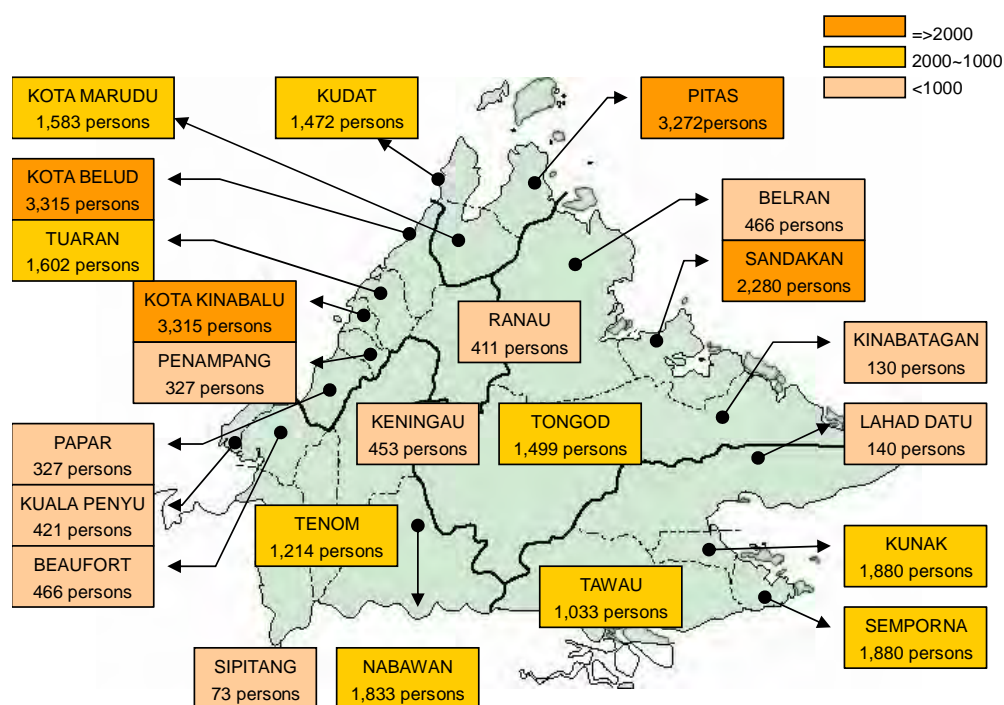 =>2000
2000~1000
<1000
KOTA MARUDU
1,583 persons
KUDAT
1,472 persons
PITAS
3,272persons
KOTA BELUD
3,315 persons
TUARAN
1,602 persons
BELRAN
466 persons
SANDAKAN
2,280 persons
KOTA KINABALU
3,315 persons
PENAMPANG
327 persons
RANAU
411 persons
KINABATAGAN
130 persons
PAPAR
327 persons
KUALA PENYU
421 persons
BEAUFORT
466 persons
KENINGAU
453 persons
TONGOD
1,499 persons
LAHAD DATU
140 persons
TENOM
1,214 persons
KUNAK
1,880 persons
TAWAU
1,033 persons
SEMPORNA
1,880 persons
SIPITANG
73 persons
NABAWAN
1,833 persons